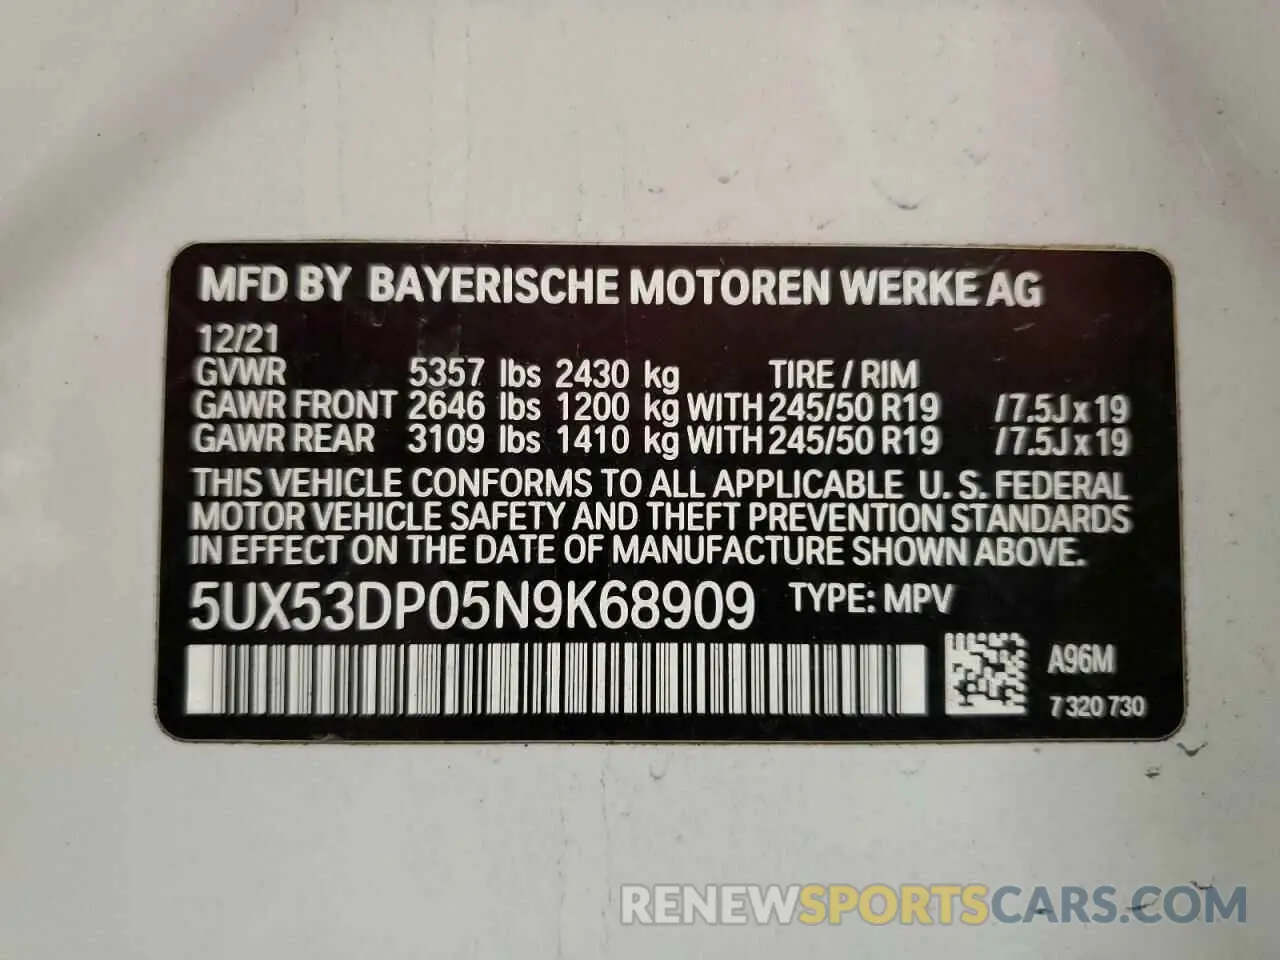 MFD BY BAYERISCHE MOTOREN WERKE AG
12/21
GVWR 5357 lbs 2430 kg TIRE / RIM
GAWR FRONT 2646 lbs 1200 kg WITH 245/50 R19 /7.5J x 19
GAWR REAR 3109 lbs 1410 kg WITH 245/50 R19 /7.5J x 19
THIS VEHICLE CONFORMS TO ALL APPLICABLE U. S. FEDERAL
MOTOR VEHICLE SAFETY AND THEFT PREVENTION STANDARDS
IN EFFECT ON THE DATE OF MANUFACTURE SHOWN ABOVE.
5UX53DP05N9K68909 TYPE: MPV
A96M
7 320 730
RENEWSPORTSCARS.COM